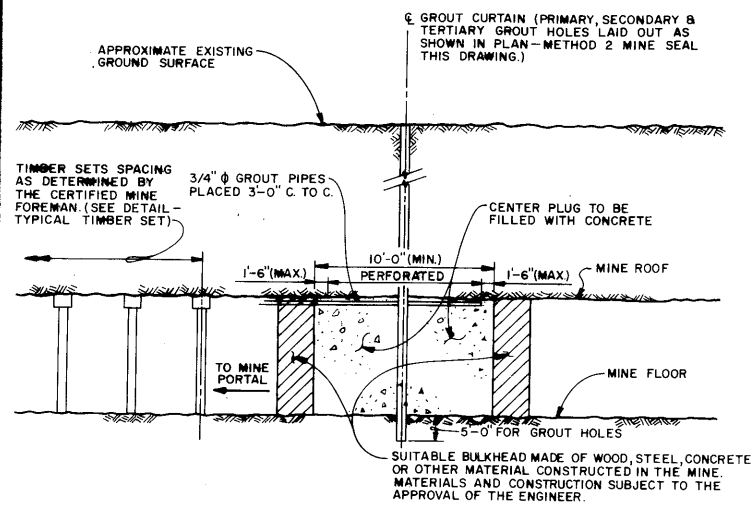 ℄ GROUT CURTAIN (PRIMARY, SECONDARY &
TERTIARY GROUT HOLES LAID OUT AS
SHOWN IN PLAN-METHOD 2 MINE SEAL
THIS DRAWING.)
APPROXIMATE EXISTING
GROUND SURFACE
TIMBER SETS SPACING
AS DETERMINED BY
THE CERTIFIED MINE
FOREMAN. (SEE DETAIL-
TYPICAL TIMBER SET)
3/4" ϕ GROUT PIPES
PLACED 3'-0" C. TO C.
CENTER PLUG TO BE
FILLED WITH CONCRETE
10'-0" (MIN.)
1'-6" (MAX.)
PERFORATED
1'-6" (MAX.)
MINE ROOF
TO MINE
PORTAL
MINE FLOOR
5'-0" FOR GROUT HOLES
SUITABLE BULKHEAD MADE OF WOOD, STEEL, CONCRETE
OR OTHER MATERIAL CONSTRUCTED IN THE MINE.
MATERIALS AND CONSTRUCTION SUBJECT TO THE
APPROVAL OF THE ENGINEER.